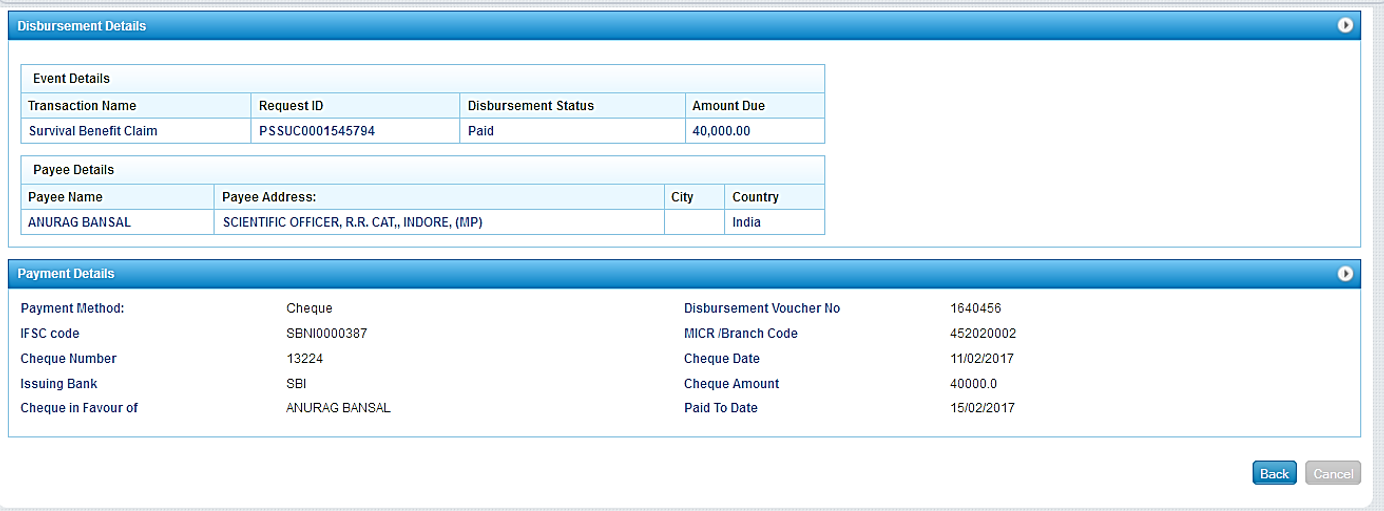 Disbursement Details
Event Details
Transaction Name Request ID Disbursement Status Amount Due
Survival Benefit Claim PSSUC0001545794 Paid 40,000.00
Payee Details
Payee Name Payee Address: City Country
ANURAG BANSAL SCIENTIFIC OFFICER, R.R. CAT,, INDORE, (MP) India
Payment Details
Payment Method: Cheque Disbursement Voucher No 1640456
IFSC code SBNI0000387 MICR /Branch Code 452020002
Cheque Number 13224 Cheque Date 11/02/2017
Issuing Bank SBI Cheque Amount 40000.0
Cheque in Favour of ANURAG BANSAL Paid To Date 15/02/2017
Back Cancel